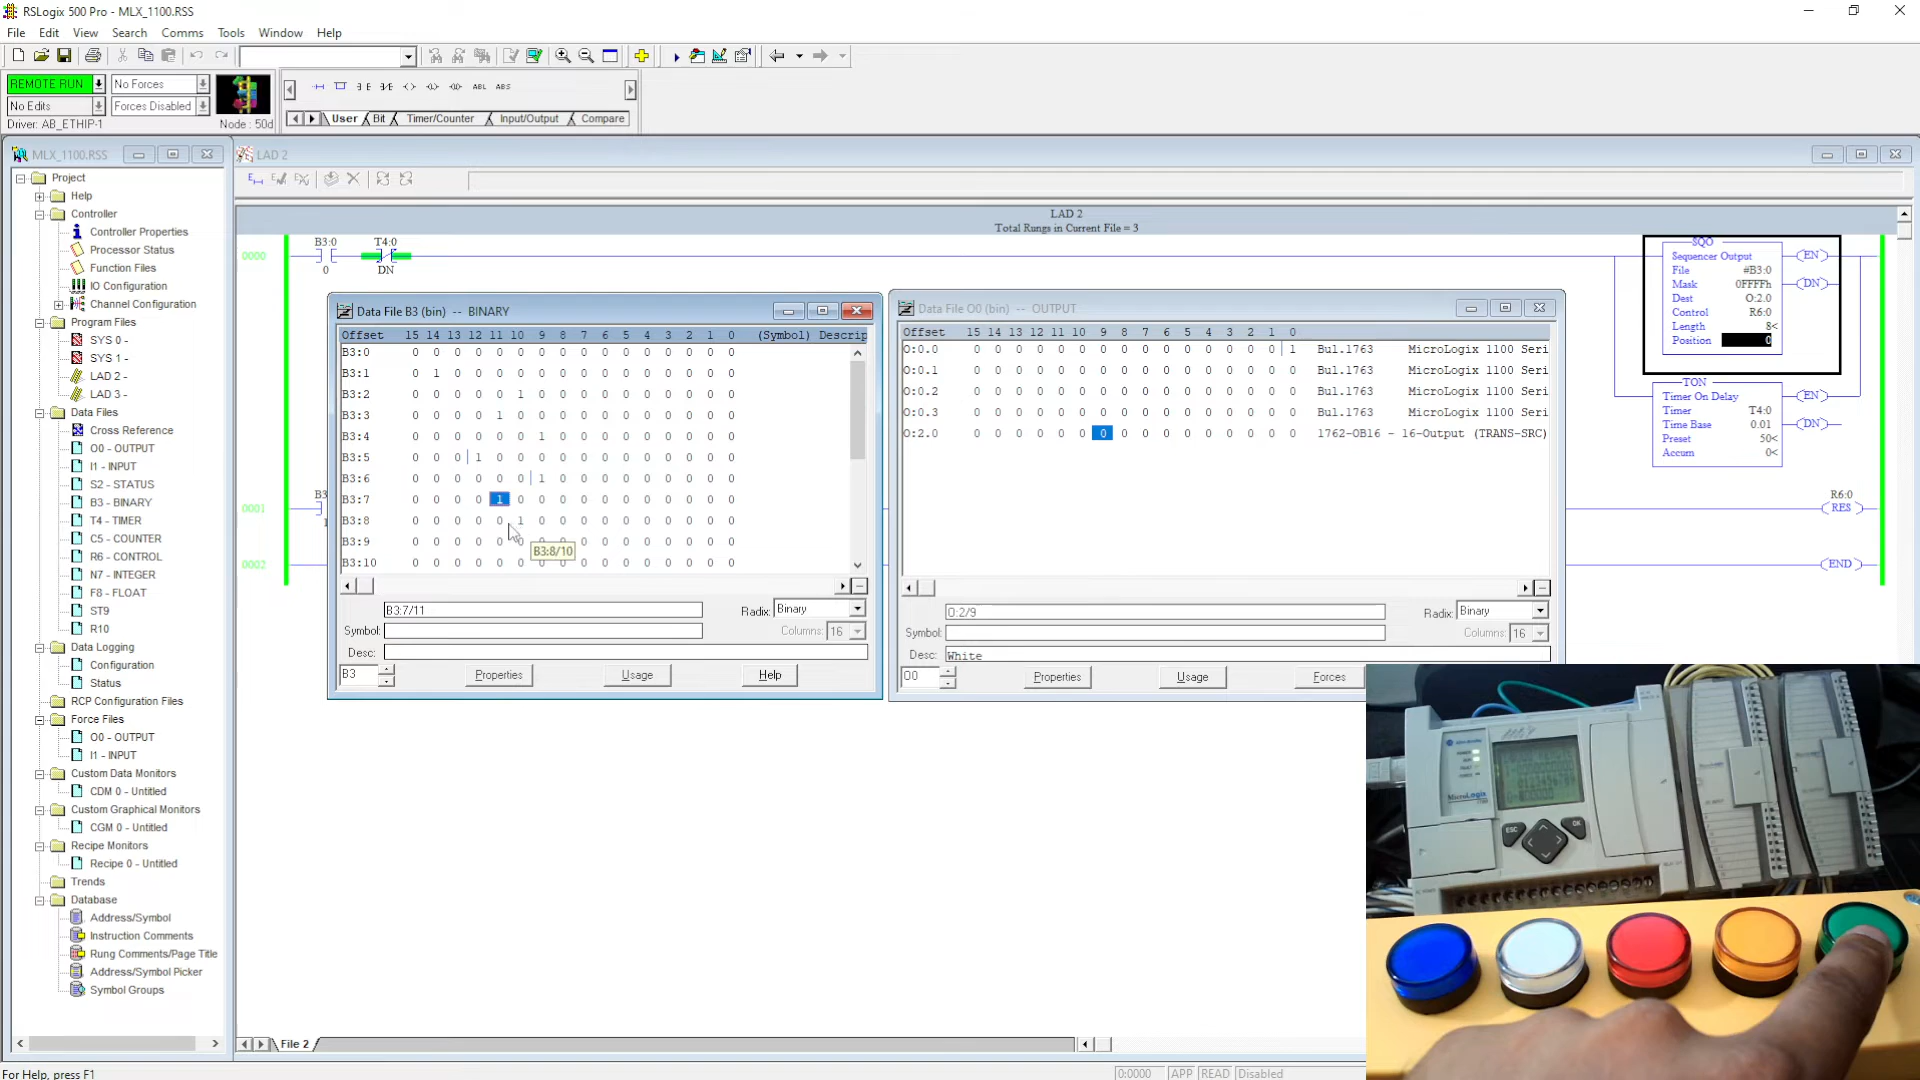 RSLogix 500 Pro - MLX_1100.RSS
File Edit View Search Comms Tools Window Help
REMOTE RUN No Forces
No Edits Forces Disabled
Driver: AB_ETHIP-1 Node : 50d
ABL ABS
User Bit Timer/Counter Input/Output Compare
MLX_1100.RSS
Project
Help
Controller
Controller Properties
Processor Status
Function Files
IO Configuration
Channel Configuration
Program Files
SYS 0 -
SYS 1 -
LAD 2 -
LAD 3 -
Data Files
Cross Reference
O0 - OUTPUT
I1 - INPUT
S2 - STATUS
B3 - BINARY
T4 - TIMER
C5 - COUNTER
R6 - CONTROL
N7 - INTEGER
F8 - FLOAT
ST9
R10
Data Logging
Configuration
Status
RCP Configuration Files
Force Files
O0 - OUTPUT
I1 - INPUT
Custom Data Monitors
CDM 0 - Untitled
Custom Graphical Monitors
CGM 0 - Untitled
Recipe Monitors
Recipe 0 - Untitled
Trends
Database
Address/Symbol
Instruction Comments
Rung Comments/Page Title
Address/Symbol Picker
Symbol Groups
LAD 2
LAD 2
Total Rungs in Current File = 3
0000
B3:0
0
T4:0
DN
SQO
Sequencer Output
File #B3:0
Mask 0FFFFh
Dest O:2.0
Control R6:0
Length 8<
Position 0
EN
DN
TON
Timer On Delay
Timer T4:0
Time Base 0.01
Preset 50<
Accum 0<
EN
DN
0001
B3
R6:0
RES
0002
END
Data File B3 (bin) -- BINARY
Offset 15 14 13 12 11 10 9 8 7 6 5 4 3 2 1 0 (Symbol) Descrip
B3:0 0 0 0 0 0 0 0 0 0 0 0 0 0 0 0 0
B3:1 0 1 0 0 0 0 0 0 0 0 0 0 0 0 0 0
B3:2 0 0 0 0 0 1 0 0 0 0 0 0 0 0 0 0
B3:3 0 0 0 0 1 0 0 0 0 0 0 0 0 0 0 0
B3:4 0 0 0 0 0 0 1 0 0 0 0 0 0 0 0 0
B3:5 0 0 0 1 0 0 0 0 0 0 0 0 0 0 0 0
B3:6 0 0 0 0 0 0 1 0 0 0 0 0 0 0 0 0
B3:7 0 0 0 0 1 0 0 0 0 0 0 0 0 0 0 0
B3:8 0 0 0 0 0 1 0 0 0 0 0 0 0 0 0 0
B3:9 0 0 0 0 0 0 0 0 0 0 0 0 0 0 0 0
B3:10 0 0 0 0 0 0 0 0 0 0 0 0 0 0 0 0
B3:8/10
B3:7/11 Radix: Binary
Symbol: Columns: 16
Desc:
B3 Properties Usage Help
Data File O0 (bin) -- OUTPUT
Offset 15 14 13 12 11 10 9 8 7 6 5 4 3 2 1 0
O:0.0 0 0 0 0 0 0 0 0 0 0 0 0 0 0 0 1 Bul.1763 MicroLogix 1100 Seri
O:0.1 0 0 0 0 0 0 0 0 0 0 0 0 0 0 0 0 Bul.1763 MicroLogix 1100 Seri
O:0.2 0 0 0 0 0 0 0 0 0 0 0 0 0 0 0 0 Bul.1763 MicroLogix 1100 Seri
O:0.3 0 0 0 0 0 0 0 0 0 0 0 0 0 0 0 0 Bul.1763 MicroLogix 1100 Seri
O:2.0 0 0 0 0 0 0 0 0 0 0 0 0 0 0 0 0 1762-OB16 - 16-Output (TRANS-SRC)
O:2/9 Radix: Binary
Symbol: Columns: 16
Desc: White
O0 Properties Usage Forces
MicroLogix
ESC
OK
File 2
For Help, press F1
0:0000 APP READ Disabled